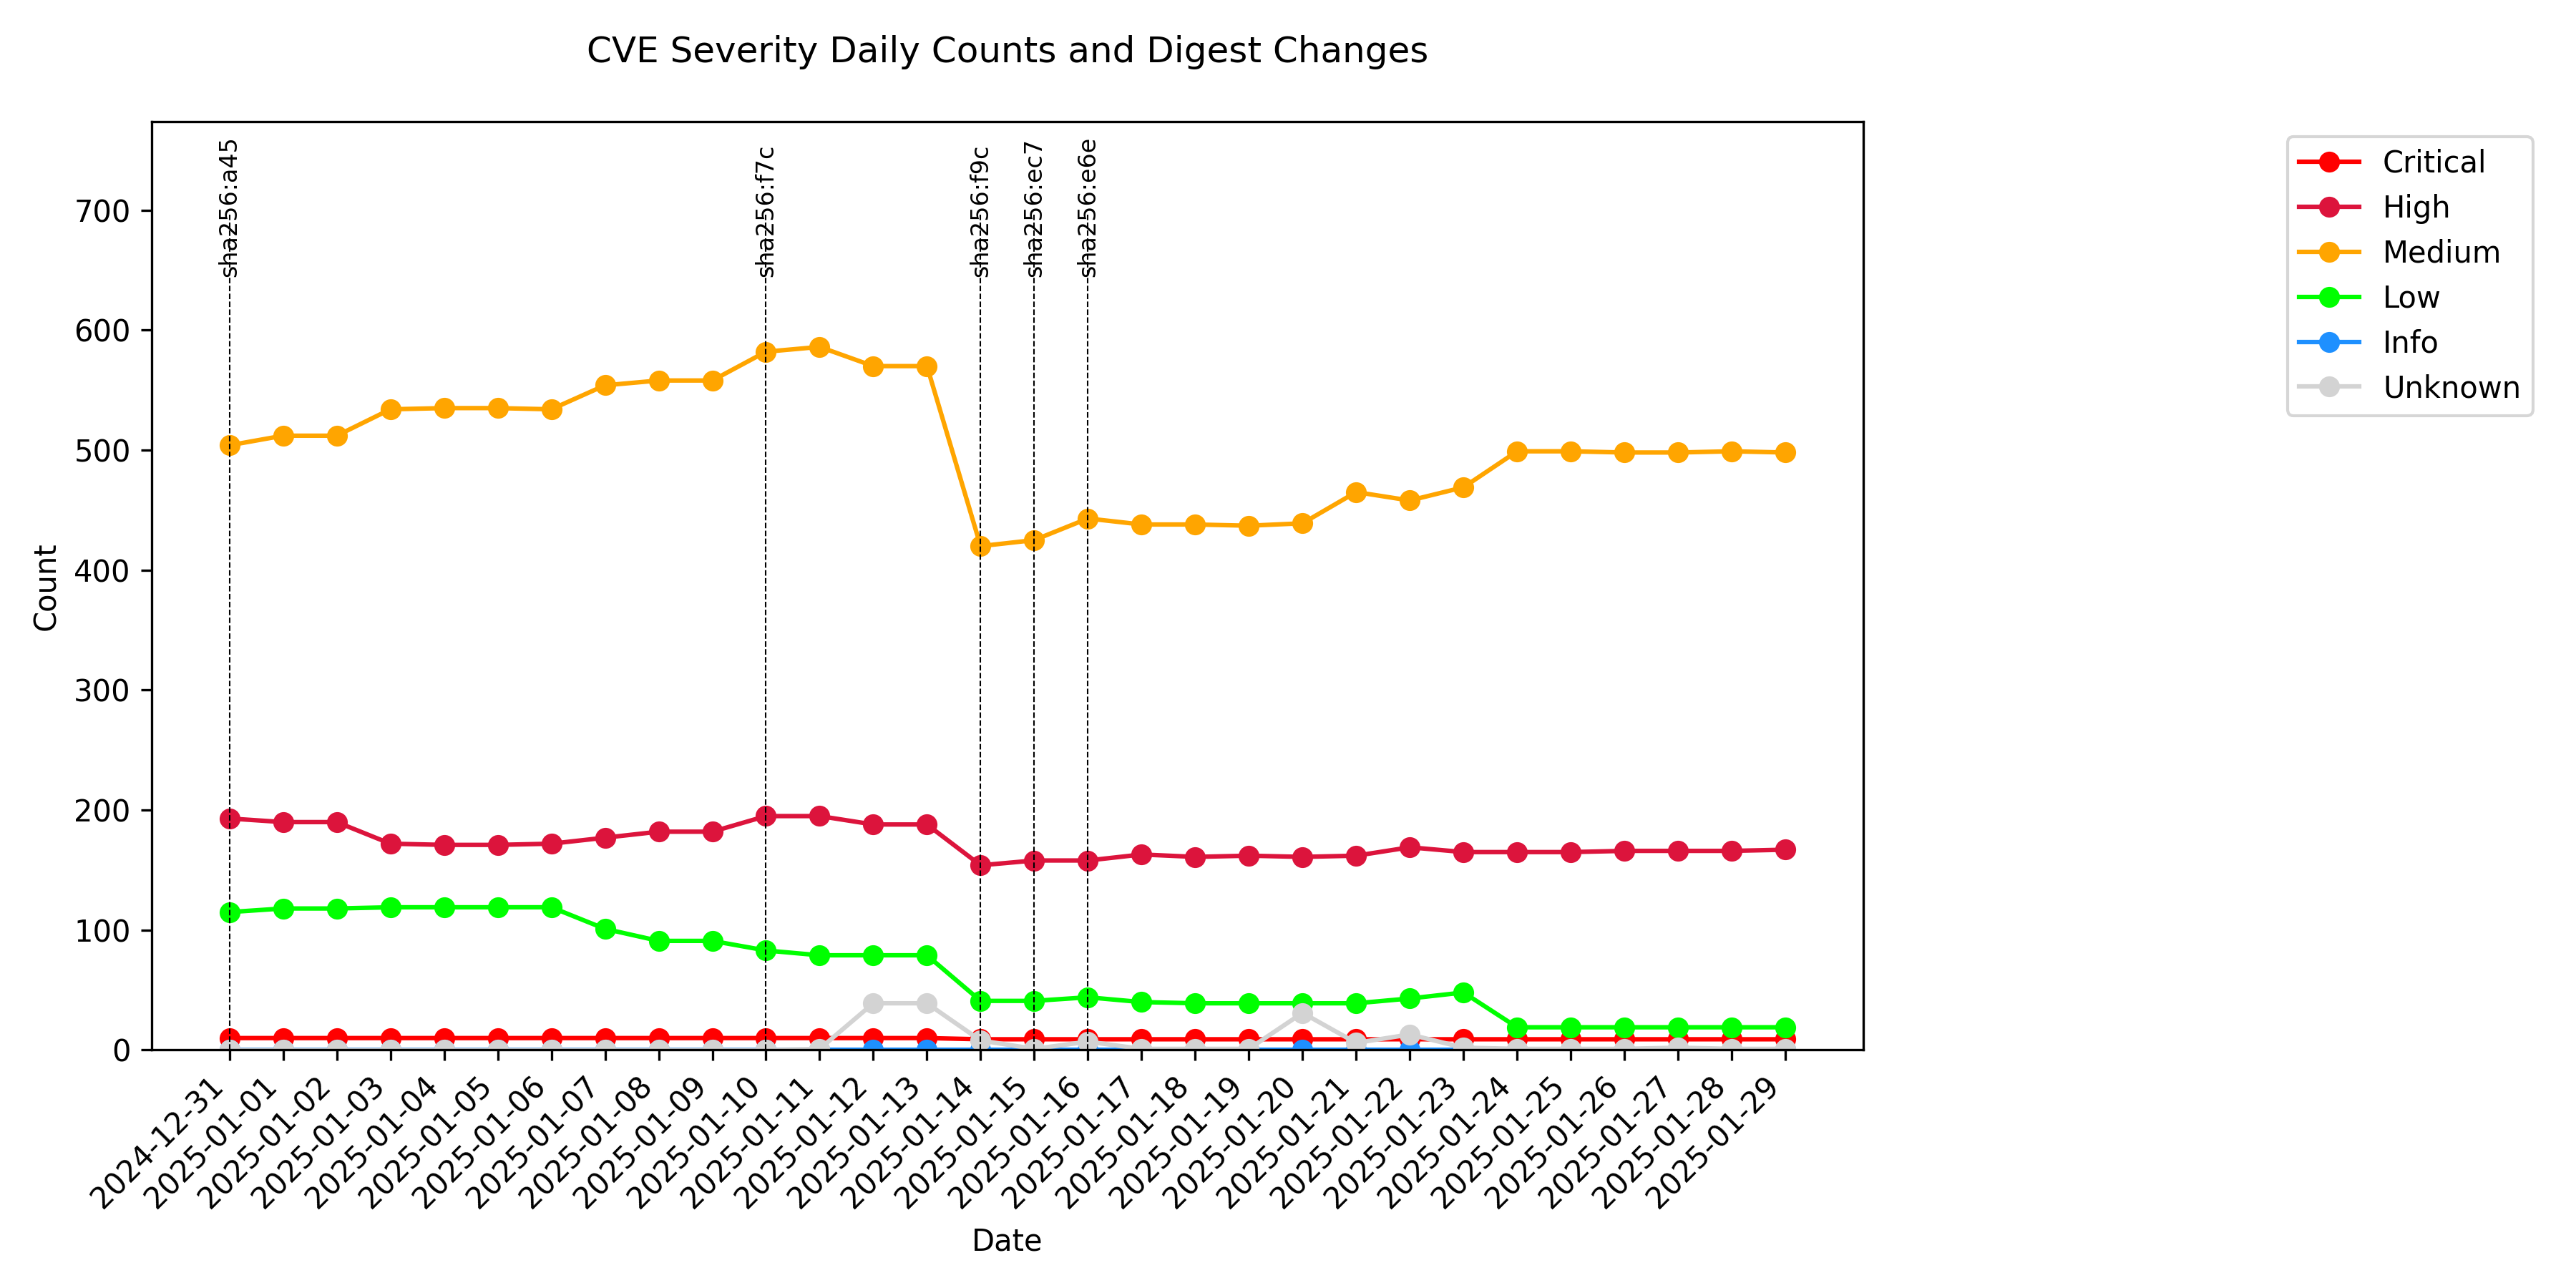 CVE Severity Daily Counts and Digest Changes
sha256:a45
sha256:f7c
sha256:f9c
sha256:ec7
sha256:e6e
Critical
High
Medium
Low
Info
Unknown
Count
700
600
500
400
300
200
100
0
2024-12-31
2025-01-01
2025-01-02
2025-01-03
2025-01-04
2025-01-05
2025-01-06
2025-01-07
2025-01-08
2025-01-09
2025-01-10
2025-01-11
2025-01-12
2025-01-13
2025-01-14
2025-01-15
2025-01-16
2025-01-17
2025-01-18
2025-01-19
2025-01-20
2025-01-21
2025-01-22
2025-01-23
2025-01-24
2025-01-25
2025-01-26
2025-01-27
2025-01-28
2025-01-29
Date